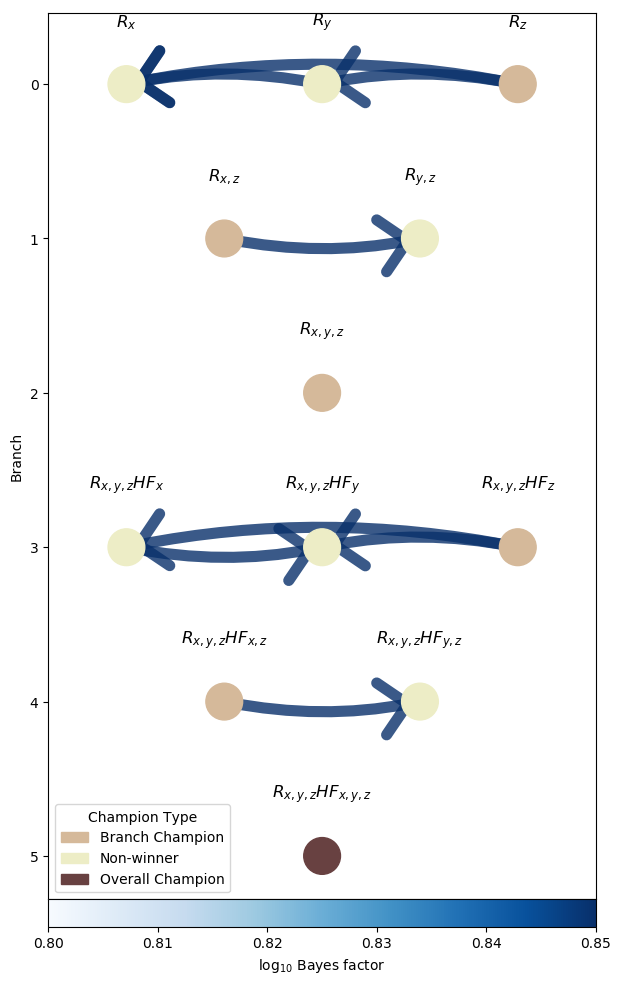 R_x R_y R_z
0
R_{x,z} R_{y,z}
1
R_{x,y,z}
2
R_{x,y,z}HF_x R_{x,y,z}HF_y R_{x,y,z}HF_z
3
R_{x,y,z}HF_{x,z} R_{x,y,z}HF_{y,z}
4
R_{x,y,z}HF_{x,y,z}
5
Branch
Champion Type
Branch Champion
Non-winner
Overall Champion
0.80 0.81 0.82 0.83 0.84 0.85
log_{10} Bayes factor